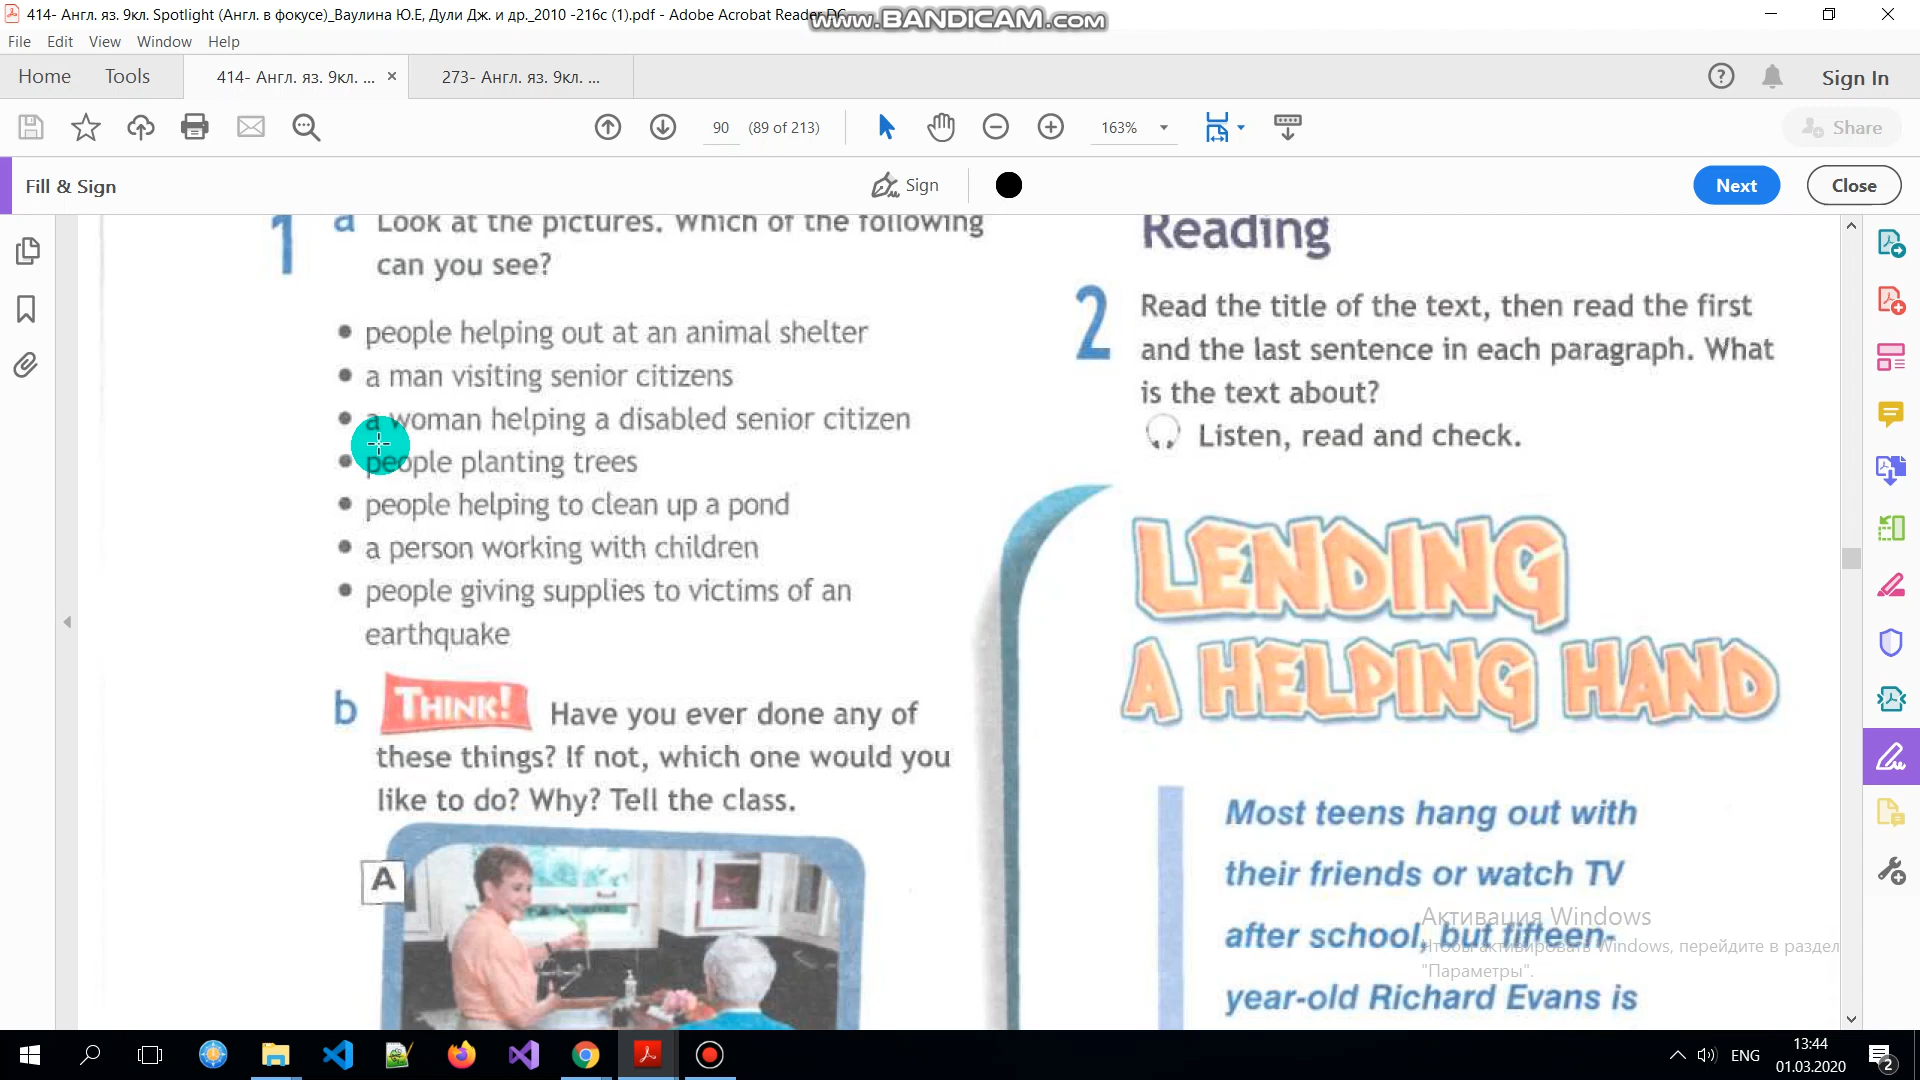 414- Англ. яз. 9кл. Spotlight (Англ. в фокусе)_Ваулина Ю.Е, Дули Дж. и др._2010 -216с (1).pdf - Adobe Acrobat Reader DC
www.BANDICAM.com
File Edit View Window Help
Home Tools 414- Англ. яз. 9кл. ... × 273- Англ. яз. 9кл. ... Sign In
90 (89 of 213) 163% Share
Fill & Sign Sign Next Close
1 a Look at the pictures. Which of the following
can you see?
• people helping out at an animal shelter
• a man visiting senior citizens
• a woman helping a disabled senior citizen
• people planting trees
• people helping to clean up a pond
• a person working with children
• people giving supplies to victims of an
earthquake
b THINK! Have you ever done any of
these things? If not, which one would you
like to do? Why? Tell the class.
A
Reading
2 Read the title of the text, then read the first
and the last sentence in each paragraph. What
is the text about?
Listen, read and check.
LENDING
A HELPING HAND
Most teens hang out with
their friends or watch TV
after school, but fifteen-
year-old Richard Evans is
Активация Windows
Чтобы активировать Windows, перейдите в раздел
"Параметры".
ENG
13:44
01.03.2020
2